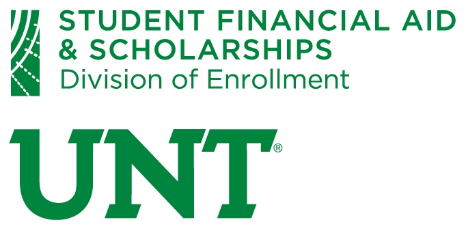 STUDENT FINANCIAL AID
& SCHOLARSHIPS
Division of Enrollment
UNT®